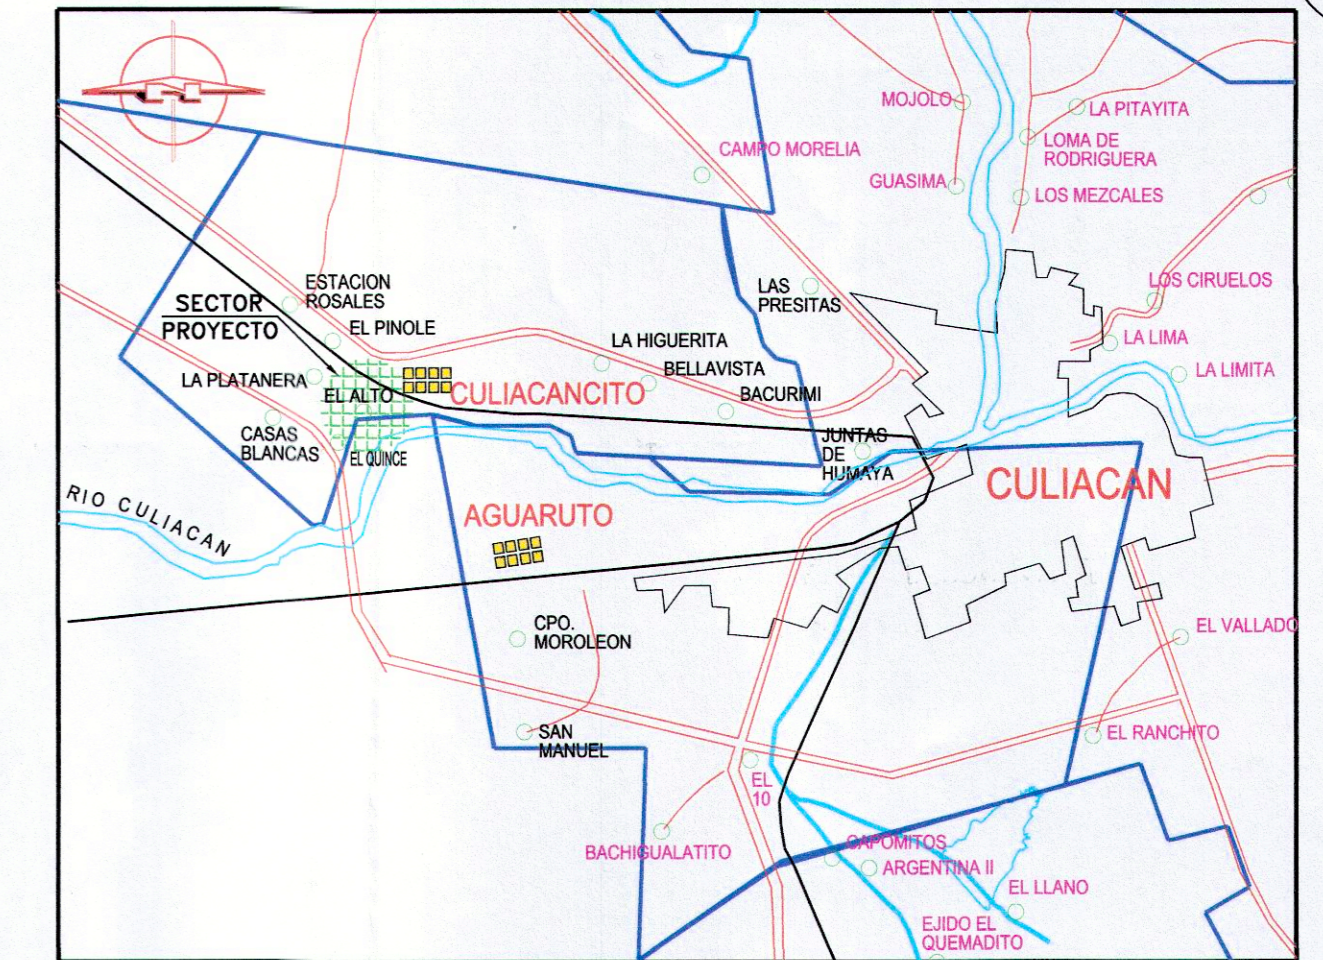 MOJOLO
LA PITAYITA
CAMPO MORELIA
LOMA DE
RODRIGUERA
GUASIMA
LOS MEZCALES
ESTACION
ROSALES
LAS
PRESITAS
LOS CIRUELOS
SECTOR
PROYECTO
EL PINOLE
LA HIGUERITA
LA LIMA
BELLAVISTA
LA LIMITA
LA PLATANERA
EL ALTO
CULIACANCITO
BACURIMI
CASAS
BLANCAS
EL QUINCE
JUNTAS
DE
HUMAYA
CULIACAN
RIO CULIACAN
AGUARUTO
CPO.
MOROLEON
EL VALLADO
SAN
MANUEL
EL RANCHITO
EL
10
BACHIGUALATITO
CAPOMITOS
ARGENTINA II
EL LLANO
EJIDO EL
QUEMADITO